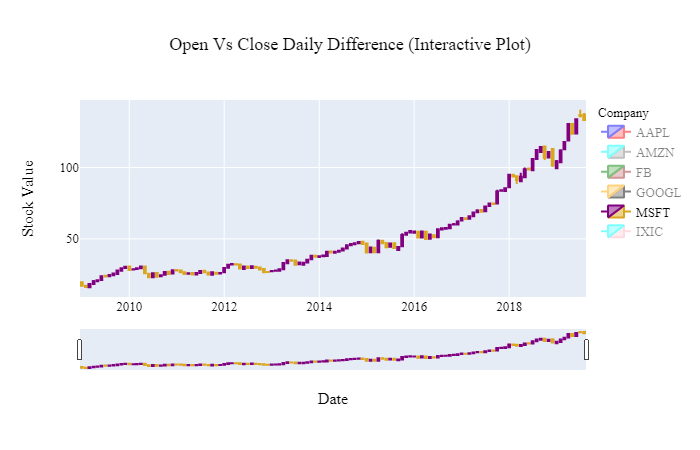 Open Vs Close Daily Difference (Interactive Plot)
Company
AAPL
AMZN
FB
GOOGL
MSFT
IXIC
Stock Value
100
50
2010 2012 2014 2016 2018
Date